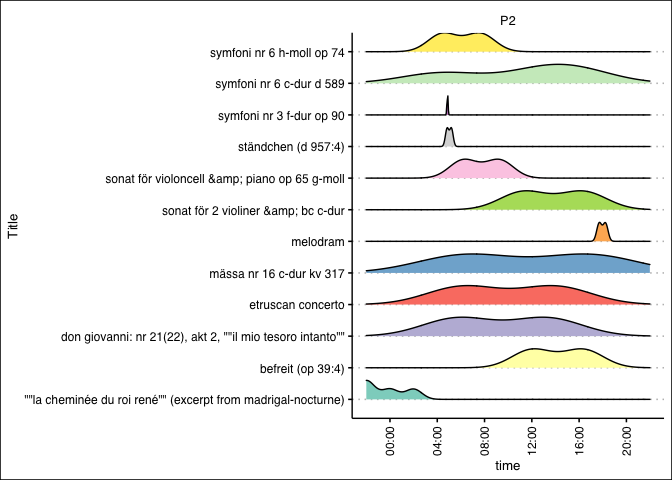 P2
symfoni nr 6 h-moll op 74
symfoni nr 6 c-dur d 589
symfoni nr 3 f-dur op 90
ständchen (d 957:4)
sonat för violoncell &amp; piano op 65 g-moll
sonat för 2 violiner &amp; bc c-dur
melodram
mässa nr 16 c-dur kv 317
etruscan concerto
don giovanni: nr 21(22), akt 2, ""il mio tesoro intanto""
befreit (op 39:4)
""la cheminée du roi rené"" (excerpt from madrigal-nocturne)
Title
00:00 04:00 08:00 12:00 16:00 20:00
time